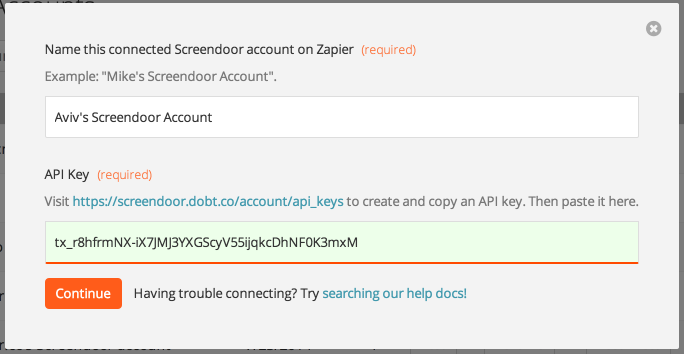 Name this connected Screendoor account on Zapier (required)
Example: "Mike's Screendoor Account".
Aviv's Screendoor Account
API Key (required)
Visit https://screendoor.dobt.co/account/api_keys to create and copy an API key. Then paste it here.
tx_r8hfrmNX-iX7JMJ3YXGScyV55ijqkcDhNF0K3mxM
Continue Having trouble connecting? Try searching our help docs!